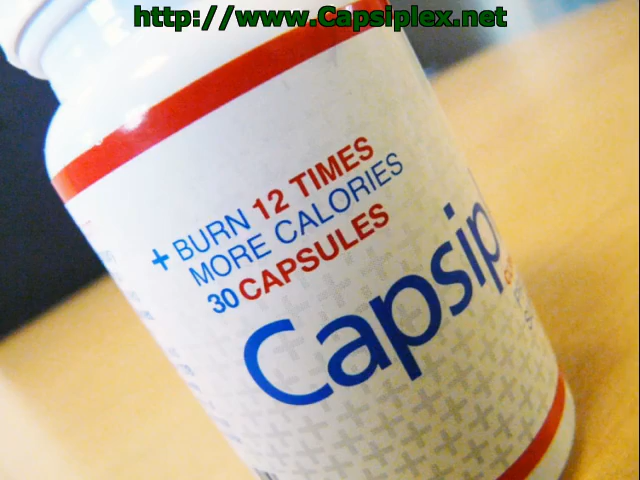 http://www.Capsiplex.net
+ BURN 12 TIMES
MORE CALORIES
30 CAPSULES
Capsip